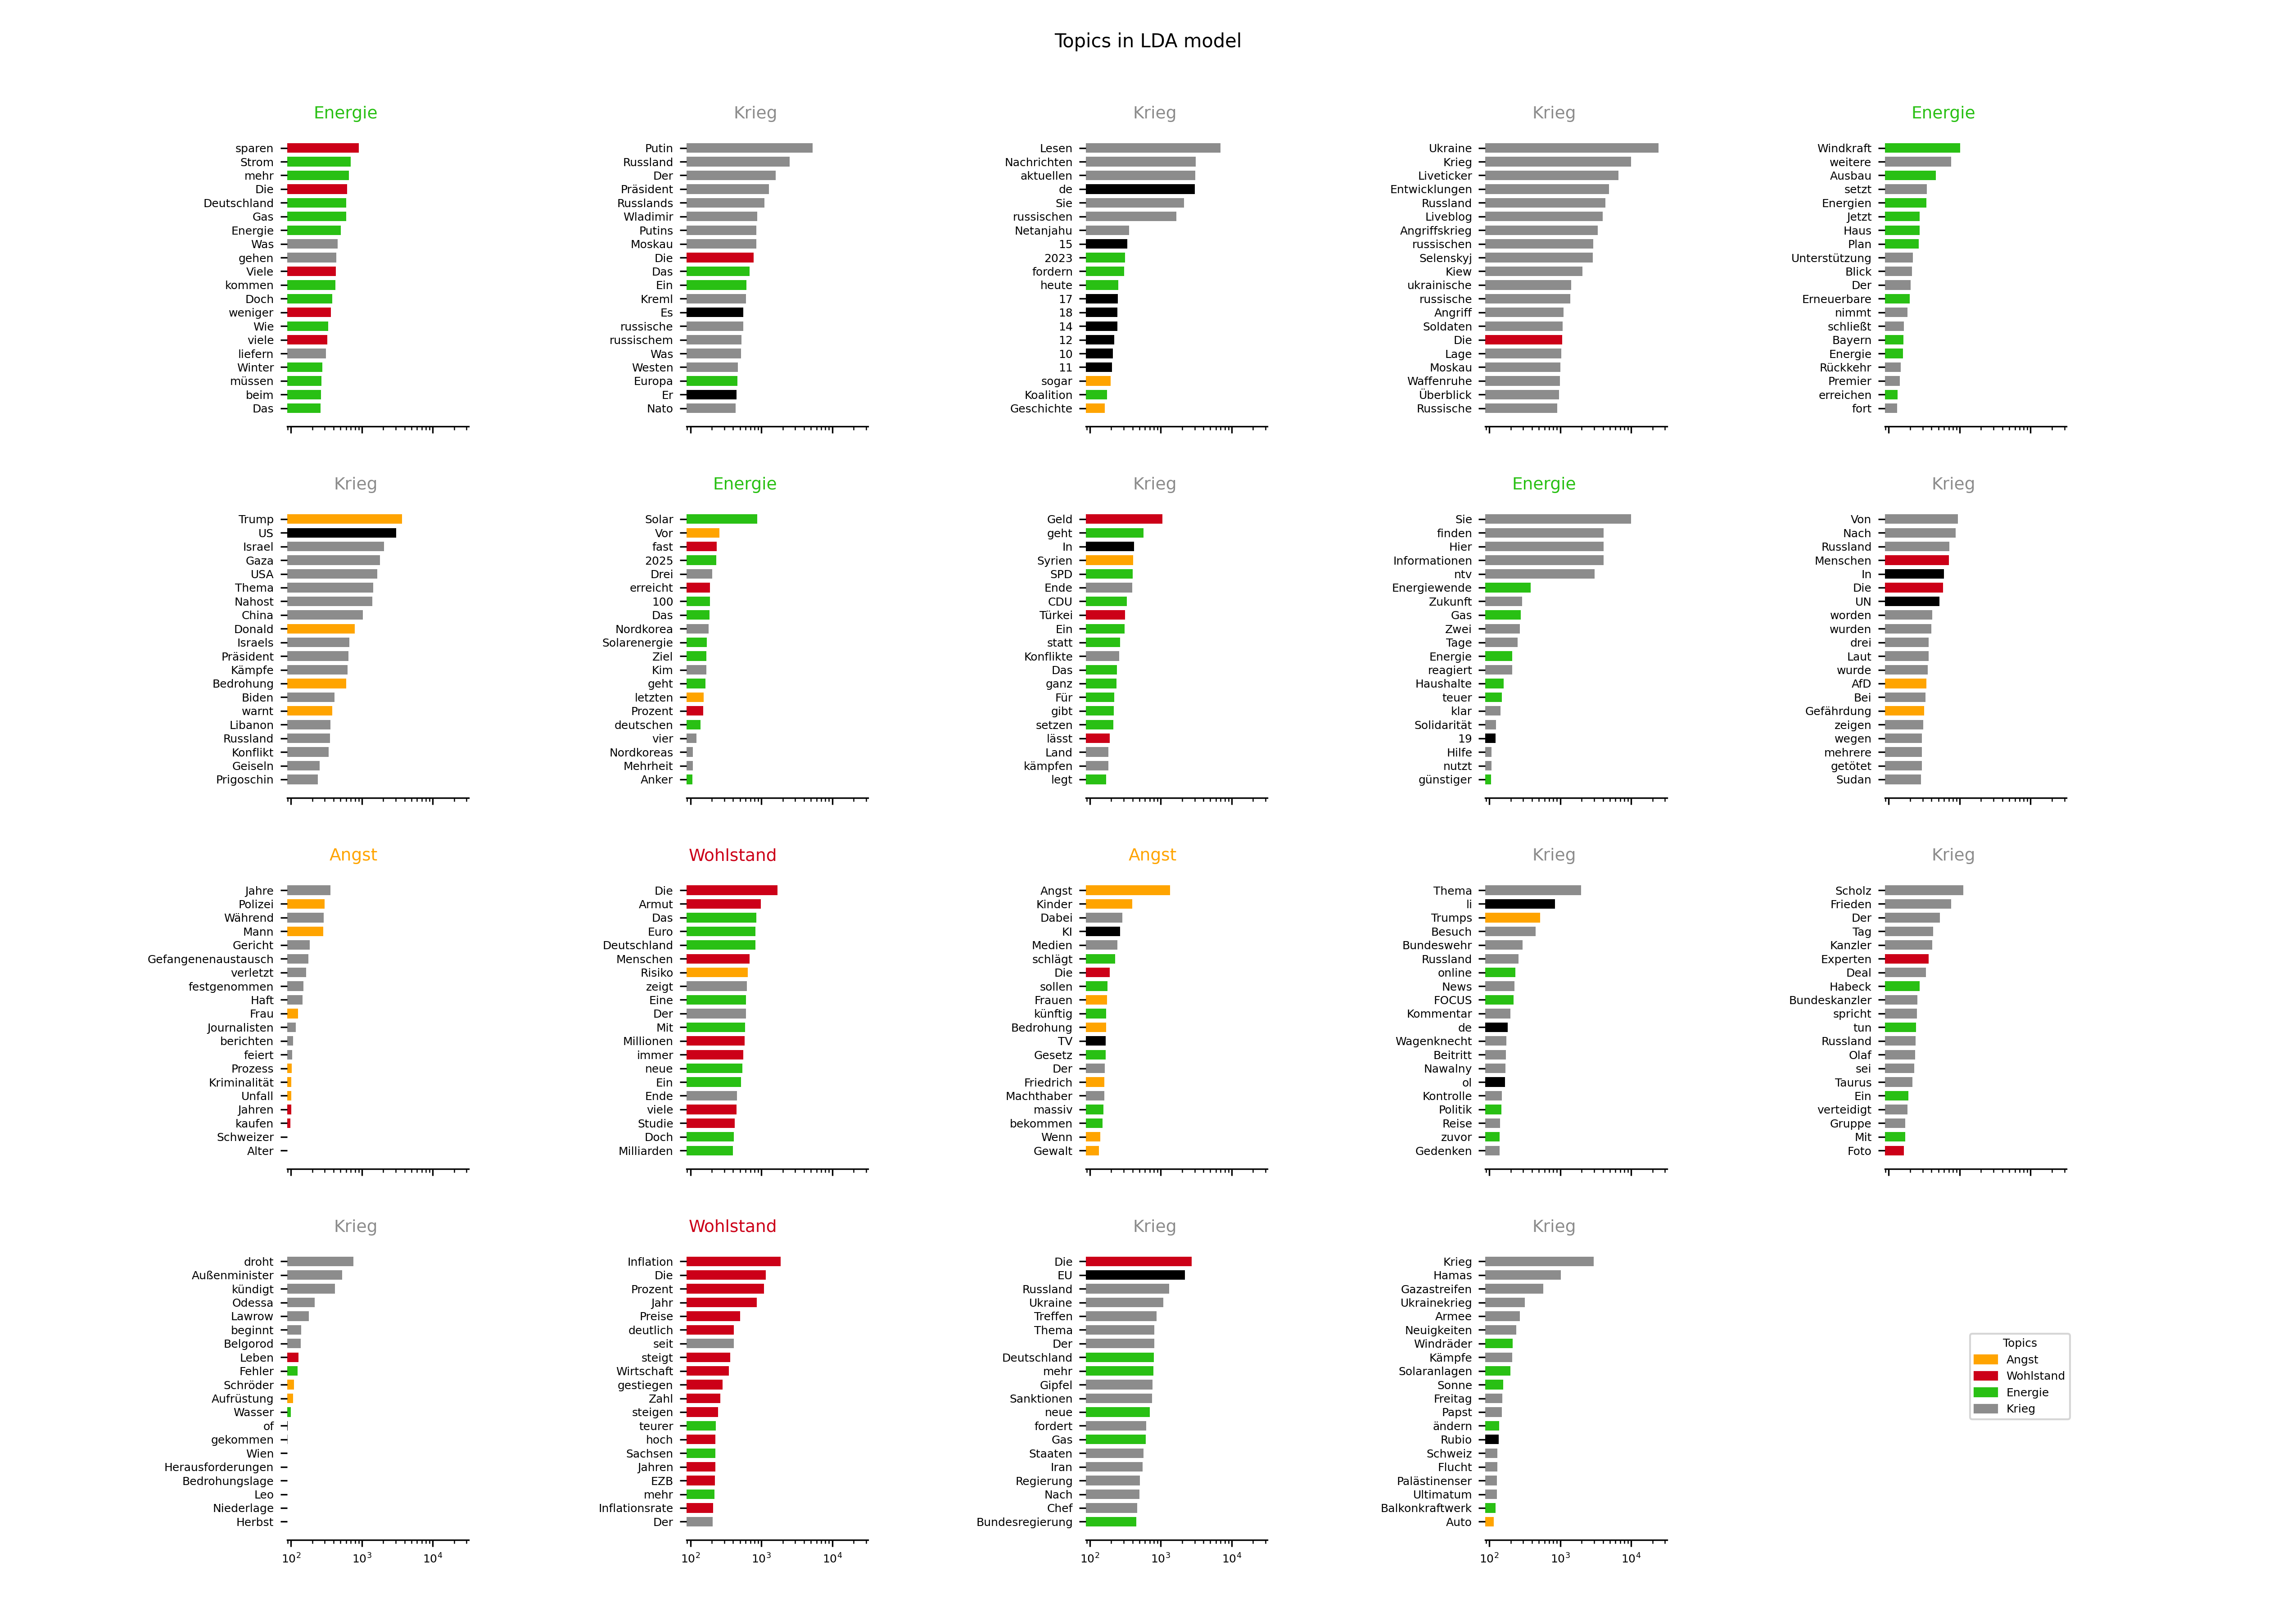 Topics in LDA model
Energie
sparen
Strom
mehr
Die
Deutschland
Gas
Energie
Was
gehen
Viele
kommen
Doch
weniger
Wie
viele
liefern
Winter
müssen
beim
Das
Krieg
Putin
Russland
Der
Präsident
Russlands
Wladimir
Putins
Moskau
Die
Das
Ein
Kreml
Es
russische
russischem
Was
Westen
Europa
Er
Nato
Krieg
Lesen
Nachrichten
aktuellen
de
Sie
russischen
Netanjahu
15
2023
fordern
heute
17
18
14
12
10
11
sogar
Koalition
Geschichte
Krieg
Ukraine
Krieg
Liveticker
Entwicklungen
Russland
Liveblog
Angriffskrieg
russischen
Selenskyj
Kiew
ukrainische
russische
Angriff
Soldaten
Die
Lage
Moskau
Waffenruhe
Überblick
Russische
Energie
Windkraft
weitere
Ausbau
setzt
Energien
Jetzt
Haus
Plan
Unterstützung
Blick
Der
Erneuerbare
nimmt
schließt
Bayern
Energie
Rückkehr
Premier
erreichen
fort
Krieg
Trump
US
Israel
Gaza
USA
Thema
Nahost
China
Donald
Israels
Präsident
Kämpfe
Bedrohung
Biden
warnt
Libanon
Russland
Konflikt
Geiseln
Prigoschin
Energie
Solar
Vor
fast
2025
Drei
erreicht
100
Das
Nordkorea
Solarenergie
Ziel
Kim
geht
letzten
Prozent
deutschen
vier
Nordkoreas
Mehrheit
Anker
Krieg
Geld
geht
In
Syrien
SPD
Ende
CDU
Türkei
Ein
statt
Konflikte
Das
ganz
Für
gibt
setzen
lässt
Land
kämpfen
legt
Energie
Sie
finden
Hier
Informationen
ntv
Energiewende
Zukunft
Gas
Zwei
Tage
Energie
reagiert
Haushalte
teuer
klar
Solidarität
19
Hilfe
nutzt
günstiger
Krieg
Von
Nach
Russland
Menschen
In
Die
UN
worden
wurden
drei
Laut
wurde
AfD
Bei
Gefährdung
zeigen
wegen
mehrere
getötet
Sudan
Angst
Jahre
Polizei
Während
Mann
Gericht
Gefangenenaustausch
verletzt
festgenommen
Haft
Frau
Journalisten
berichten
feiert
Prozess
Kriminalität
Unfall
Jahren
kaufen
Schweizer
Alter
Wohlstand
Die
Armut
Das
Euro
Deutschland
Menschen
Risiko
zeigt
Eine
Der
Mit
Millionen
immer
neue
Ein
Ende
viele
Studie
Doch
Milliarden
Angst
Angst
Kinder
Dabei
KI
Medien
schlägt
Die
sollen
Frauen
künftig
Bedrohung
TV
Gesetz
Der
Friedrich
Machthaber
massiv
bekommen
Wenn
Gewalt
Krieg
Thema
li
Trumps
Besuch
Bundeswehr
Russland
online
News
FOCUS
Kommentar
de
Wagenknecht
Beitritt
Nawalny
ol
Kontrolle
Politik
Reise
zuvor
Gedenken
Krieg
Scholz
Frieden
Der
Tag
Kanzler
Experten
Deal
Habeck
Bundeskanzler
spricht
tun
Russland
Olaf
sei
Taurus
Ein
verteidigt
Gruppe
Mit
Foto
Krieg
droht
Außenminister
kündigt
Odessa
Lawrow
beginnt
Belgorod
Leben
Fehler
Schröder
Aufrüstung
Wasser
of
gekommen
Wien
Herausforderungen
Bedrohungslage
Leo
Niederlage
Herbst
10² 10³ 10⁴
Wohlstand
Inflation
Die
Prozent
Jahr
Preise
deutlich
seit
steigt
Wirtschaft
gestiegen
Zahl
steigen
teurer
hoch
Sachsen
Jahren
EZB
mehr
Inflationsrate
Der
10² 10³ 10⁴
Krieg
Die
EU
Russland
Ukraine
Treffen
Thema
Der
Deutschland
mehr
Gipfel
Sanktionen
neue
fordert
Gas
Staaten
Iran
Regierung
Nach
Chef
Bundesregierung
10² 10³ 10⁴
Krieg
Krieg
Hamas
Gazastreifen
Ukrainekrieg
Armee
Neuigkeiten
Windräder
Kämpfe
Solaranlagen
Sonne
Freitag
Papst
ändern
Rubio
Schweiz
Flucht
Palästinenser
Ultimatum
Balkonkraftwerk
Auto
10² 10³ 10⁴
Topics
Angst
Wohlstand
Energie
Krieg